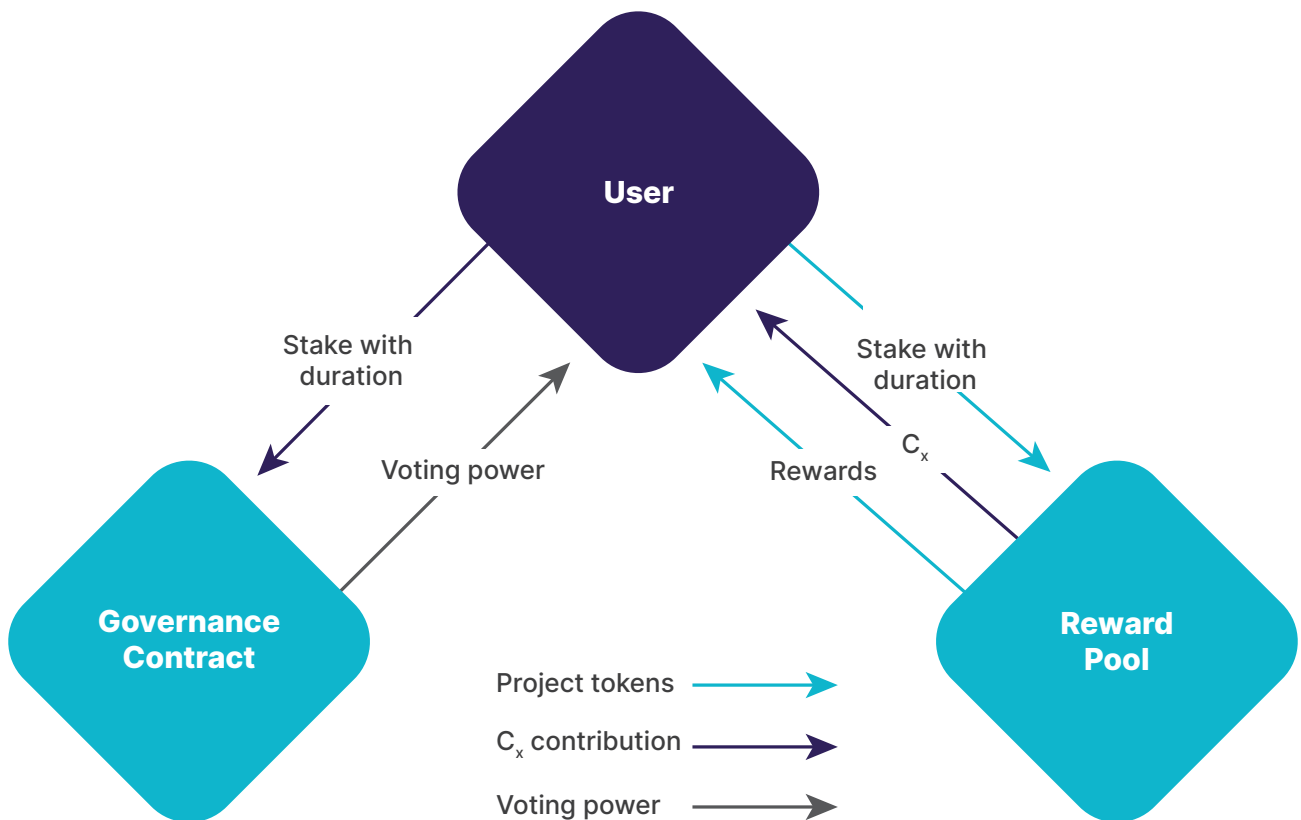 User
Stake with
duration
Stake with
duration
Voting power
Rewards
Cₓ
Governance
Contract
Reward
Pool
Project tokens
Cₓ contribution
Voting power